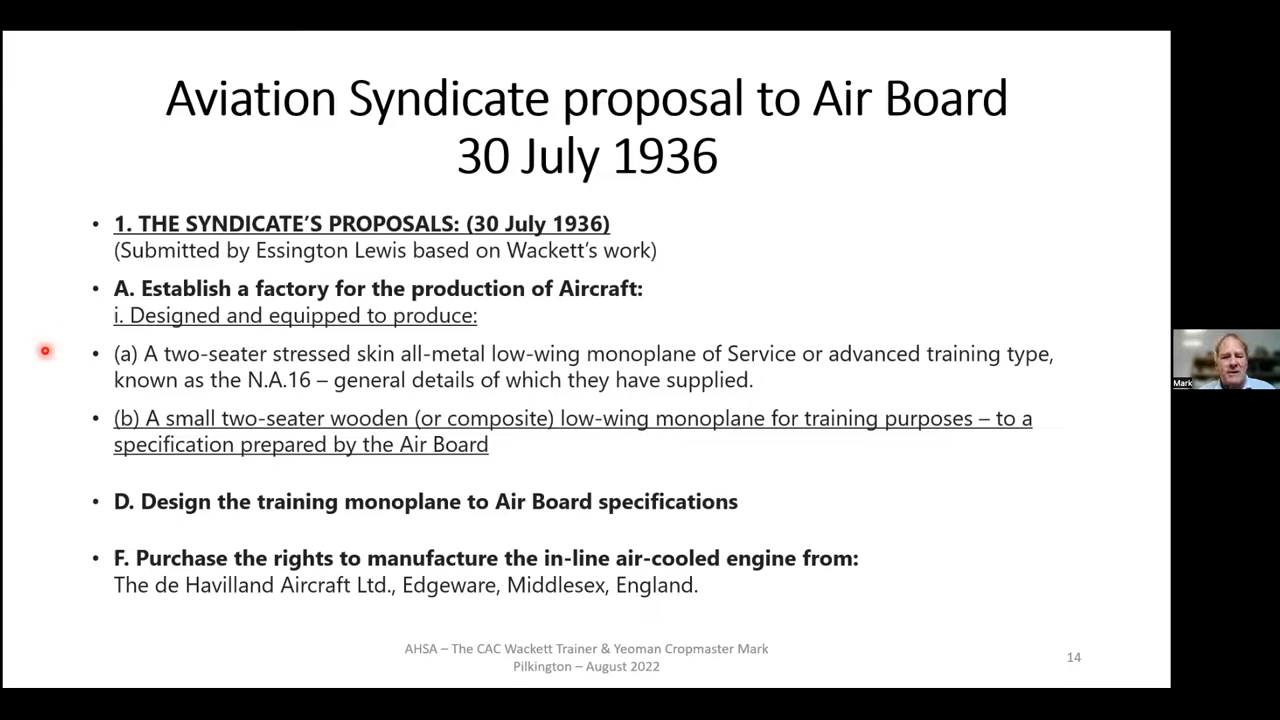 Aviation Syndicate proposal to Air Board
30 July 1936
• 1. THE SYNDICATE’S PROPOSALS: (30 July 1936)
(Submitted by Essington Lewis based on Wackett’s work)
• A. Establish a factory for the production of Aircraft:
i. Designed and equipped to produce:
• (a) A two-seater stressed skin all-metal low-wing monoplane of Service or advanced training type,
known as the N.A.16 – general details of which they have supplied.
• (b) A small two-seater wooden (or composite) low-wing monoplane for training purposes – to a
specification prepared by the Air Board
• D. Design the training monoplane to Air Board specifications
• F. Purchase the rights to manufacture the in-line air-cooled engine from:
The de Havilland Aircraft Ltd., Edgeware, Middlesex, England.
AHSA – The CAC Wackett Trainer & Yeoman Cropmaster Mark
Pilkington – August 2022
14
Mark